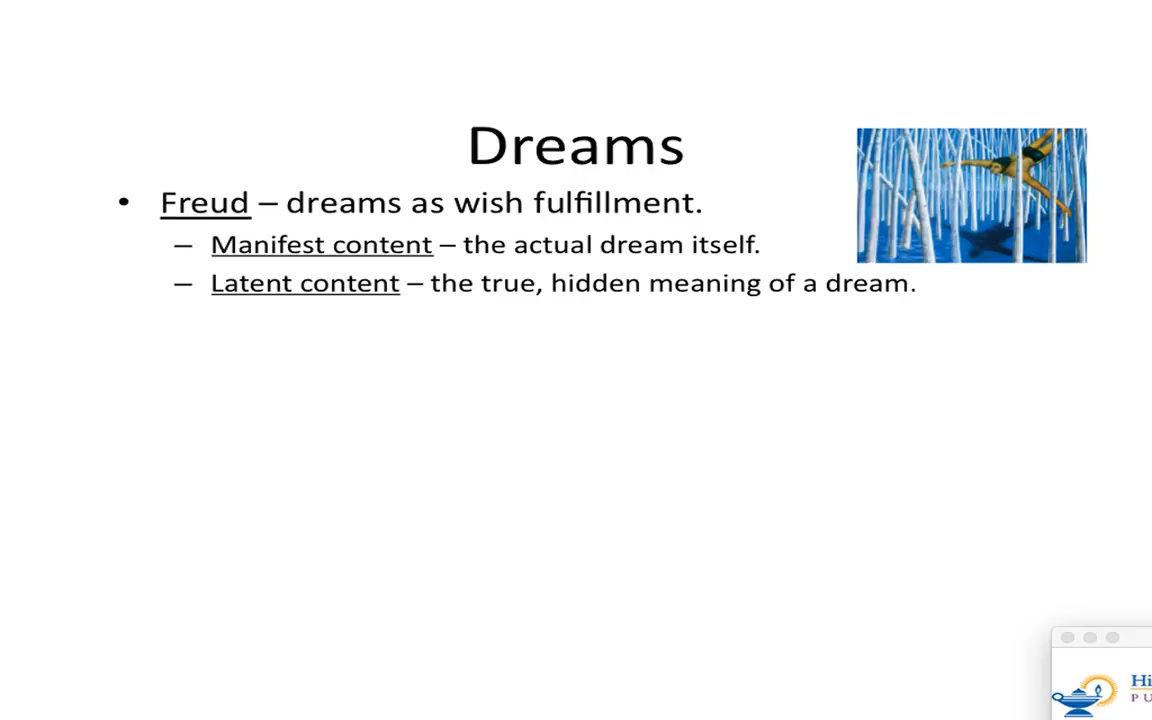 Dreams
• Freud – dreams as wish fulfillment.
– Manifest content – the actual dream itself.
– Latent content – the true, hidden meaning of a dream.
Hi
PU